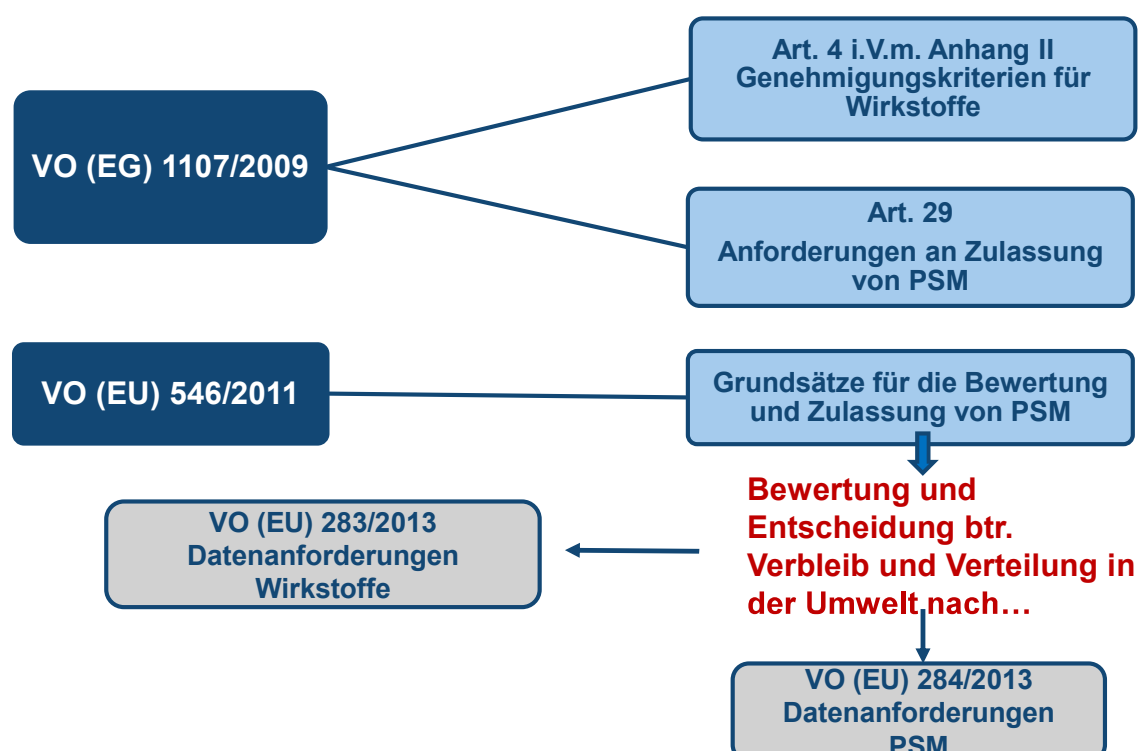 Art. 4 i.V.m. Anhang II
Genehmigungskriterien für
Wirkstoffe
VO (EG) 1107/2009
Art. 29
Anforderungen an Zulassung
von PSM
VO (EU) 546/2011
Grundsätze für die Bewertung
und Zulassung von PSM
Bewertung und
Entscheidung btr.
Verbleib und Verteilung in
der Umwelt nach…
VO (EU) 283/2013
Datenanforderungen
Wirkstoffe
VO (EU) 284/2013
Datenanforderungen
PSM